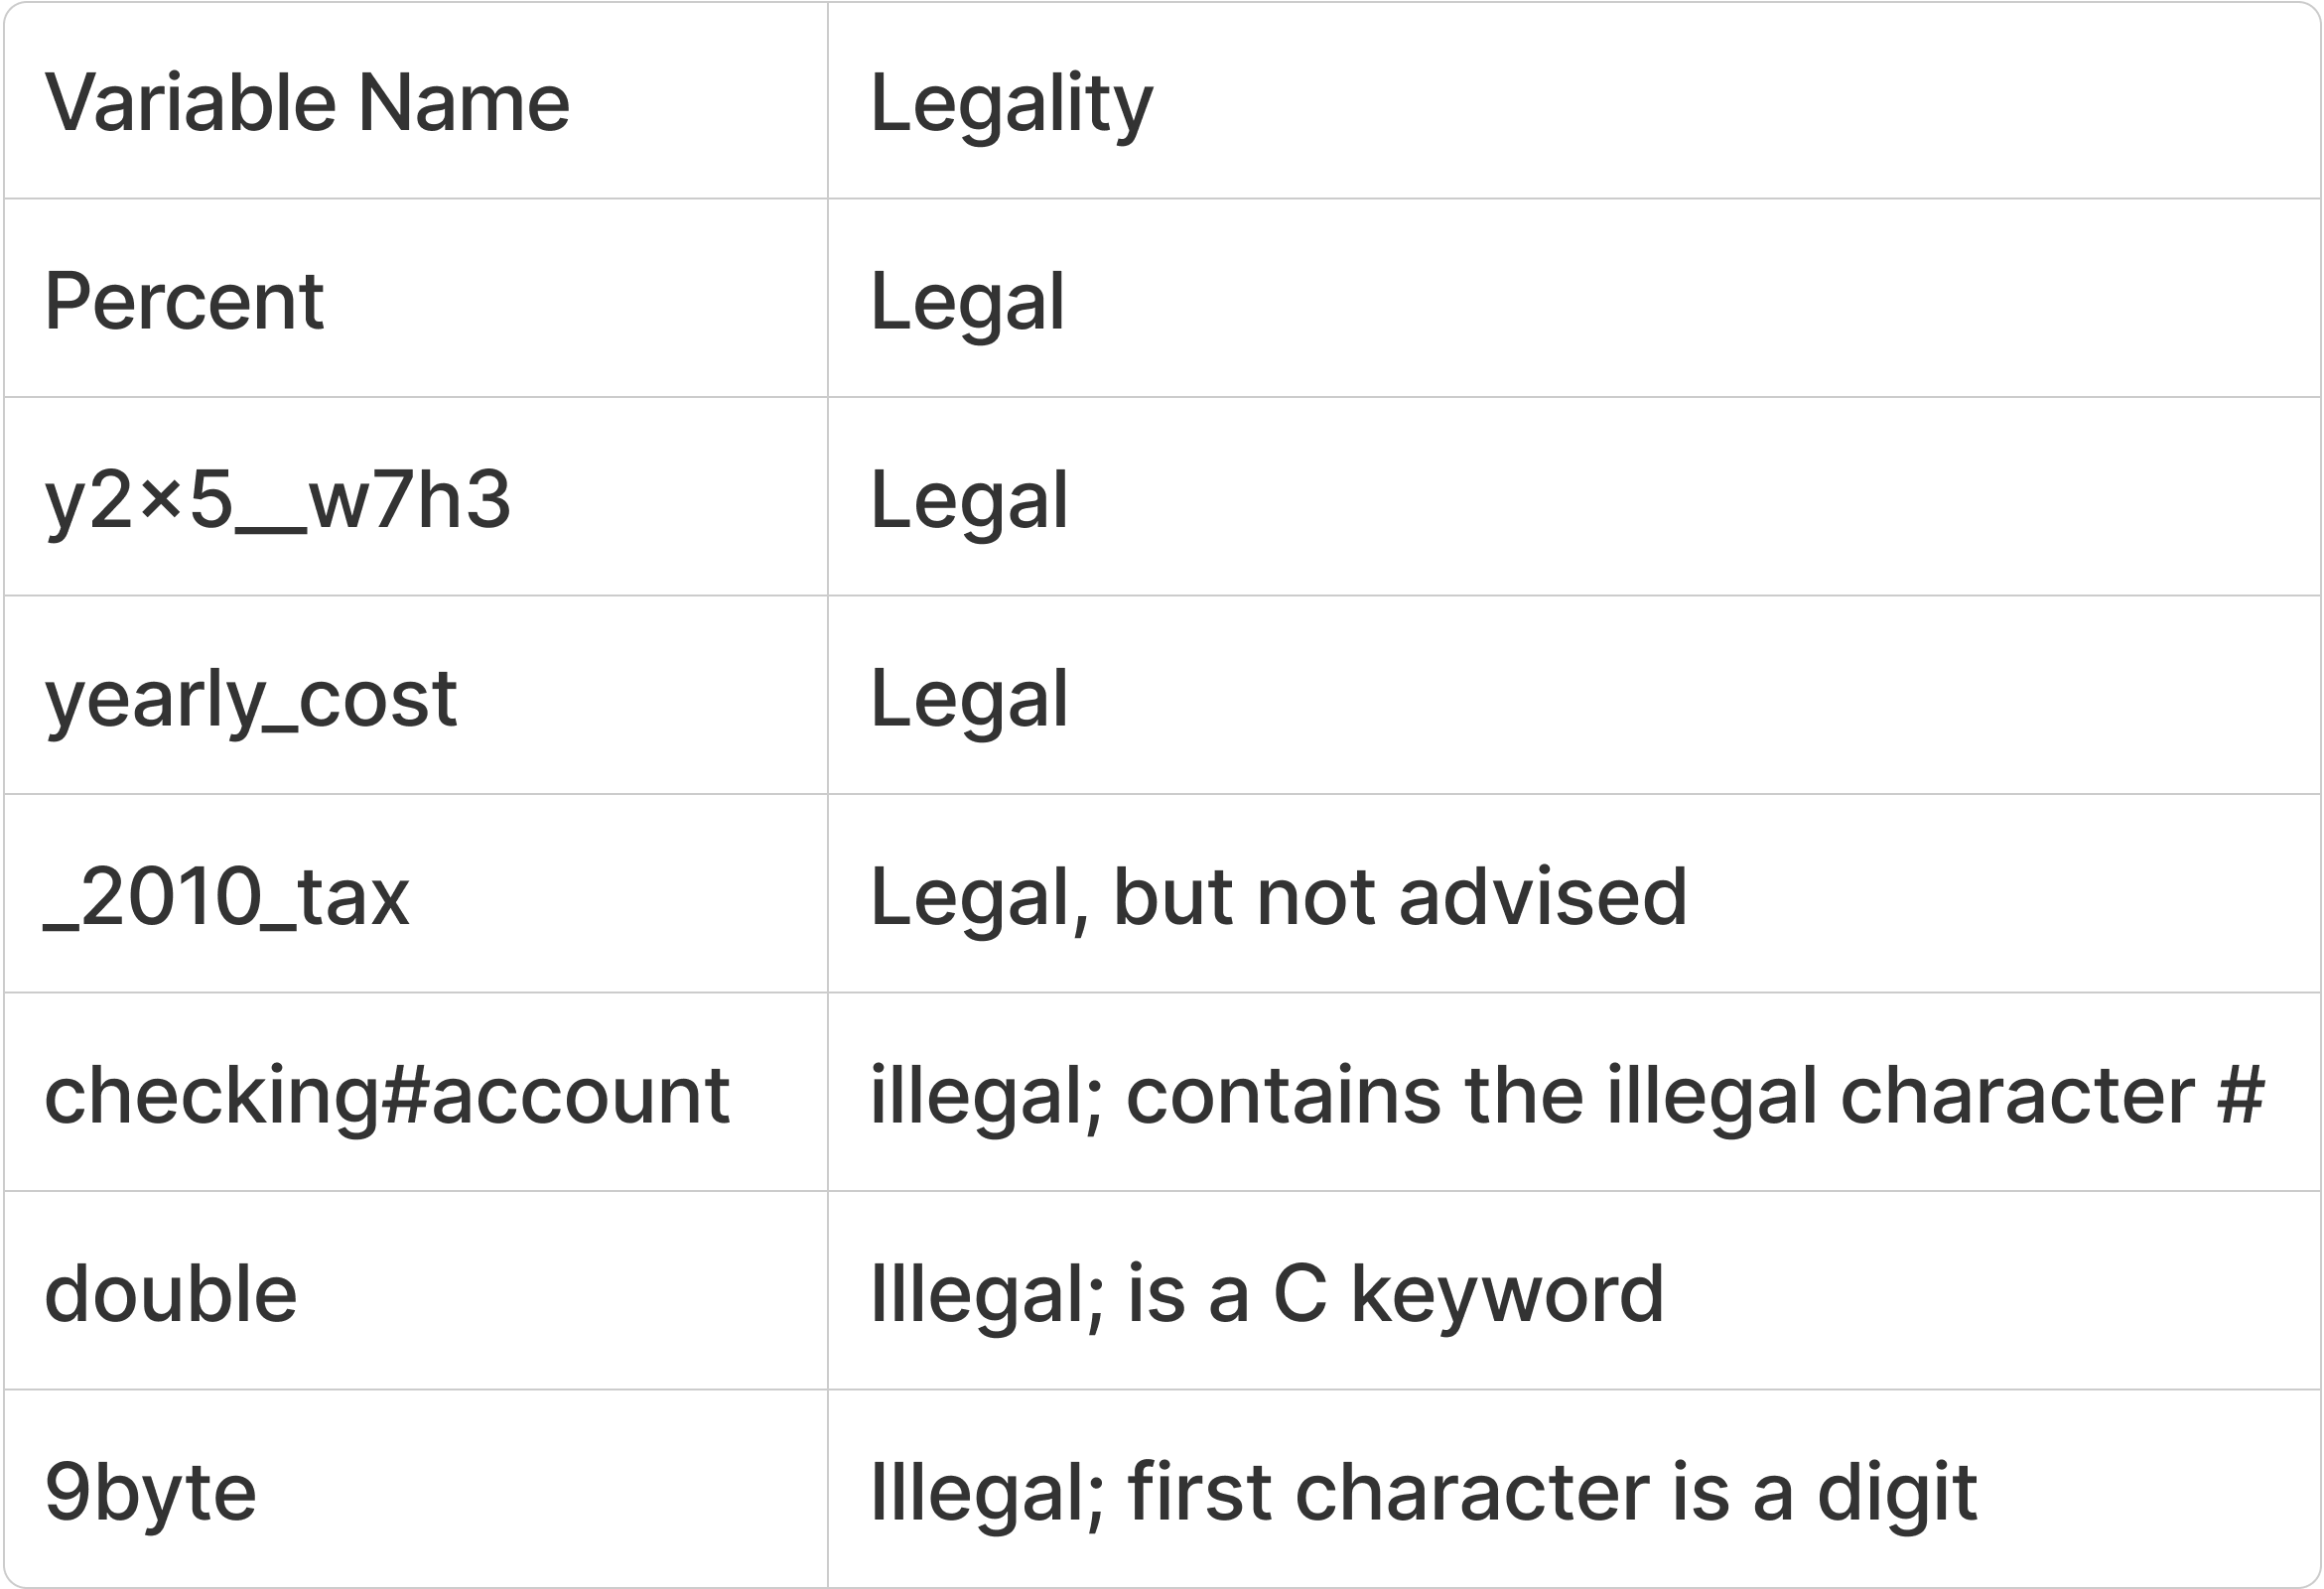 Variable Name Legality
Percent Legal
y2×5__w7h3 Legal
yearly_cost Legal
_2010_tax Legal, but not advised
checking#account illegal; contains the illegal character #
double Illegal; is a C keyword
9byte Illegal; first character is a digit